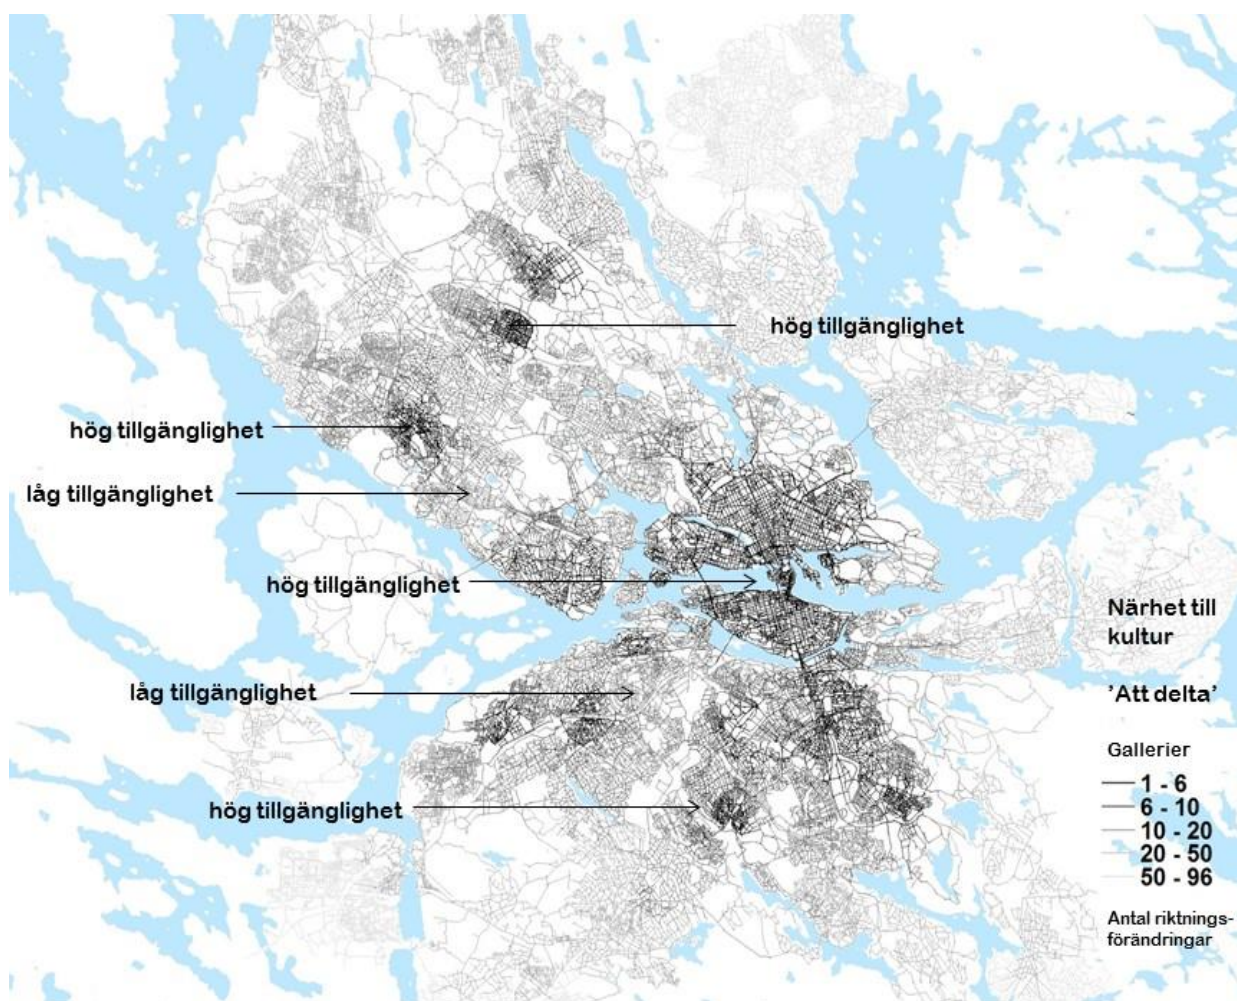 hög tillgänglighet
hög tillgänglighet
låg tillgänglighet
hög tillgänglighet
låg tillgänglighet
hög tillgänglighet
Närhet till
kultur
’Att delta’
Gallerier
1 - 6
6 - 10
10 - 20
20 - 50
50 - 96
Antal riktnings-
förändringar